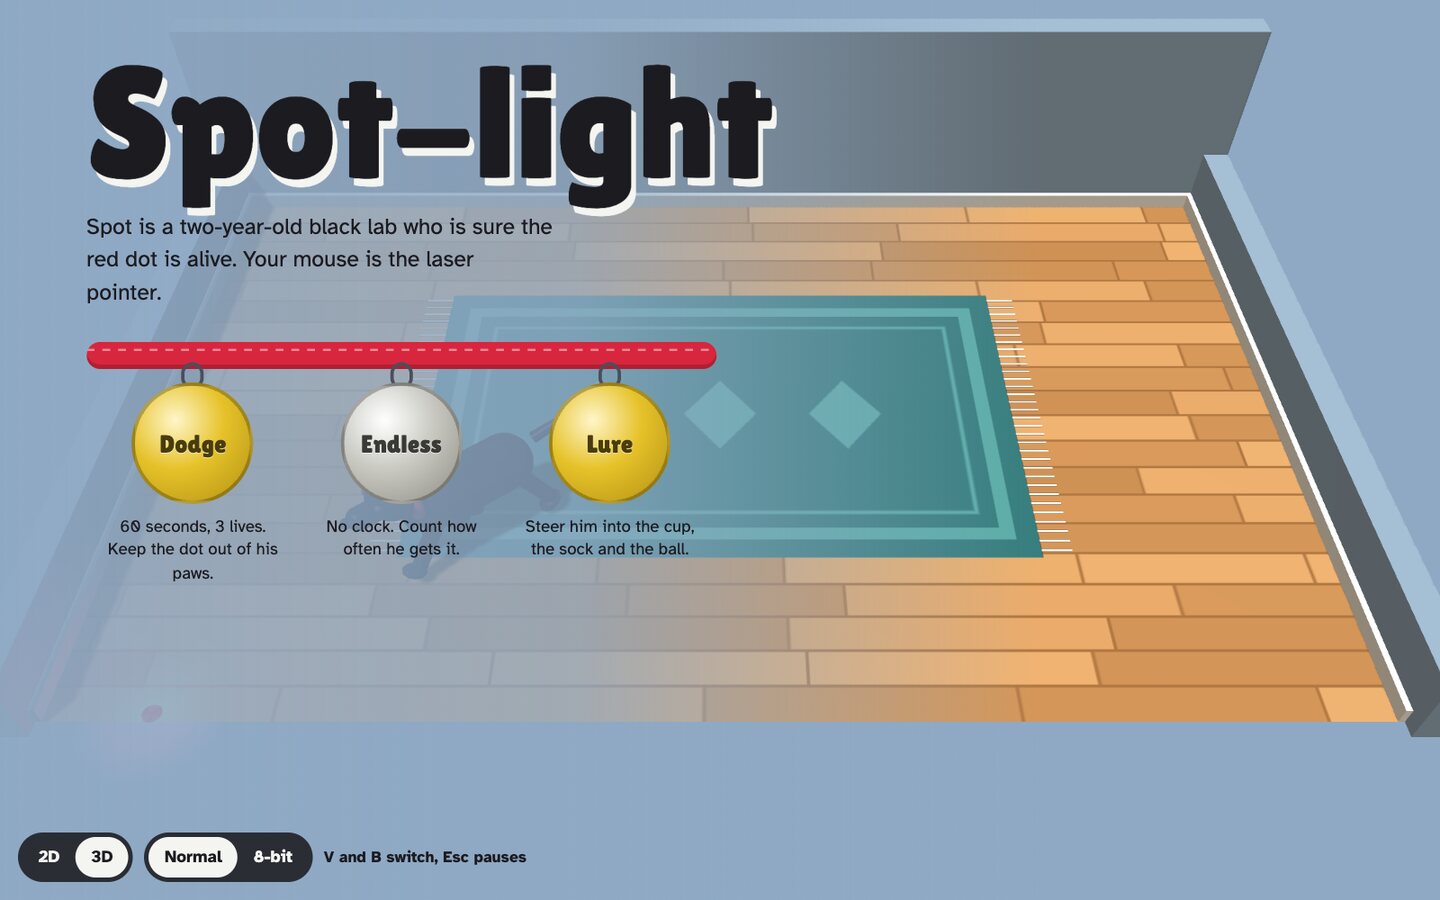 Spot-light
Spot is a two-year-old black lab who is sure the
red dot is alive. Your mouse is the laser
pointer.
Dodge
Endless
Lure
60 seconds, 3 lives.
Keep the dot out of his
paws.
No clock. Count how
often he gets it.
Steer him into the cup,
the sock and the ball.
2D 3D Normal 8-bit V and B switch, Esc pauses